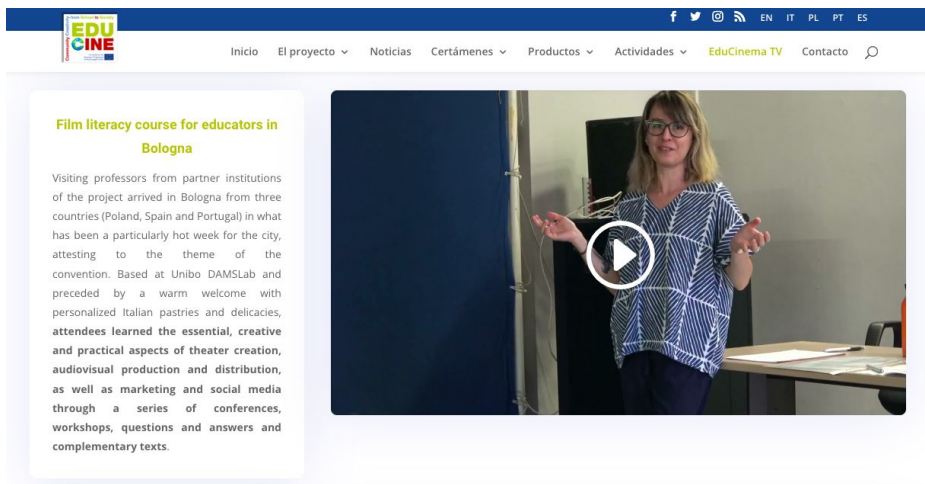 EN IT PL PT ES
EDU
CINE
Inicio El proyecto Noticias Certámenes Productos Actividades EduCinema TV Contacto
Film literacy course for educators in
Bologna
Visiting professors from partner institutions
of the project arrived in Bologna from three
countries (Poland, Spain and Portugal) in what
has been a particularly hot week for the city,
attesting to the theme of the
convention. Based at Unibo DAMSLab and
preceded by a warm welcome with
personalized Italian pastries and delicacies,
attendees learned the essential, creative
and practical aspects of theater creation,
audiovisual production and distribution,
as well as marketing and social media
through a series of conferences,
workshops, questions and answers and
complementary texts.